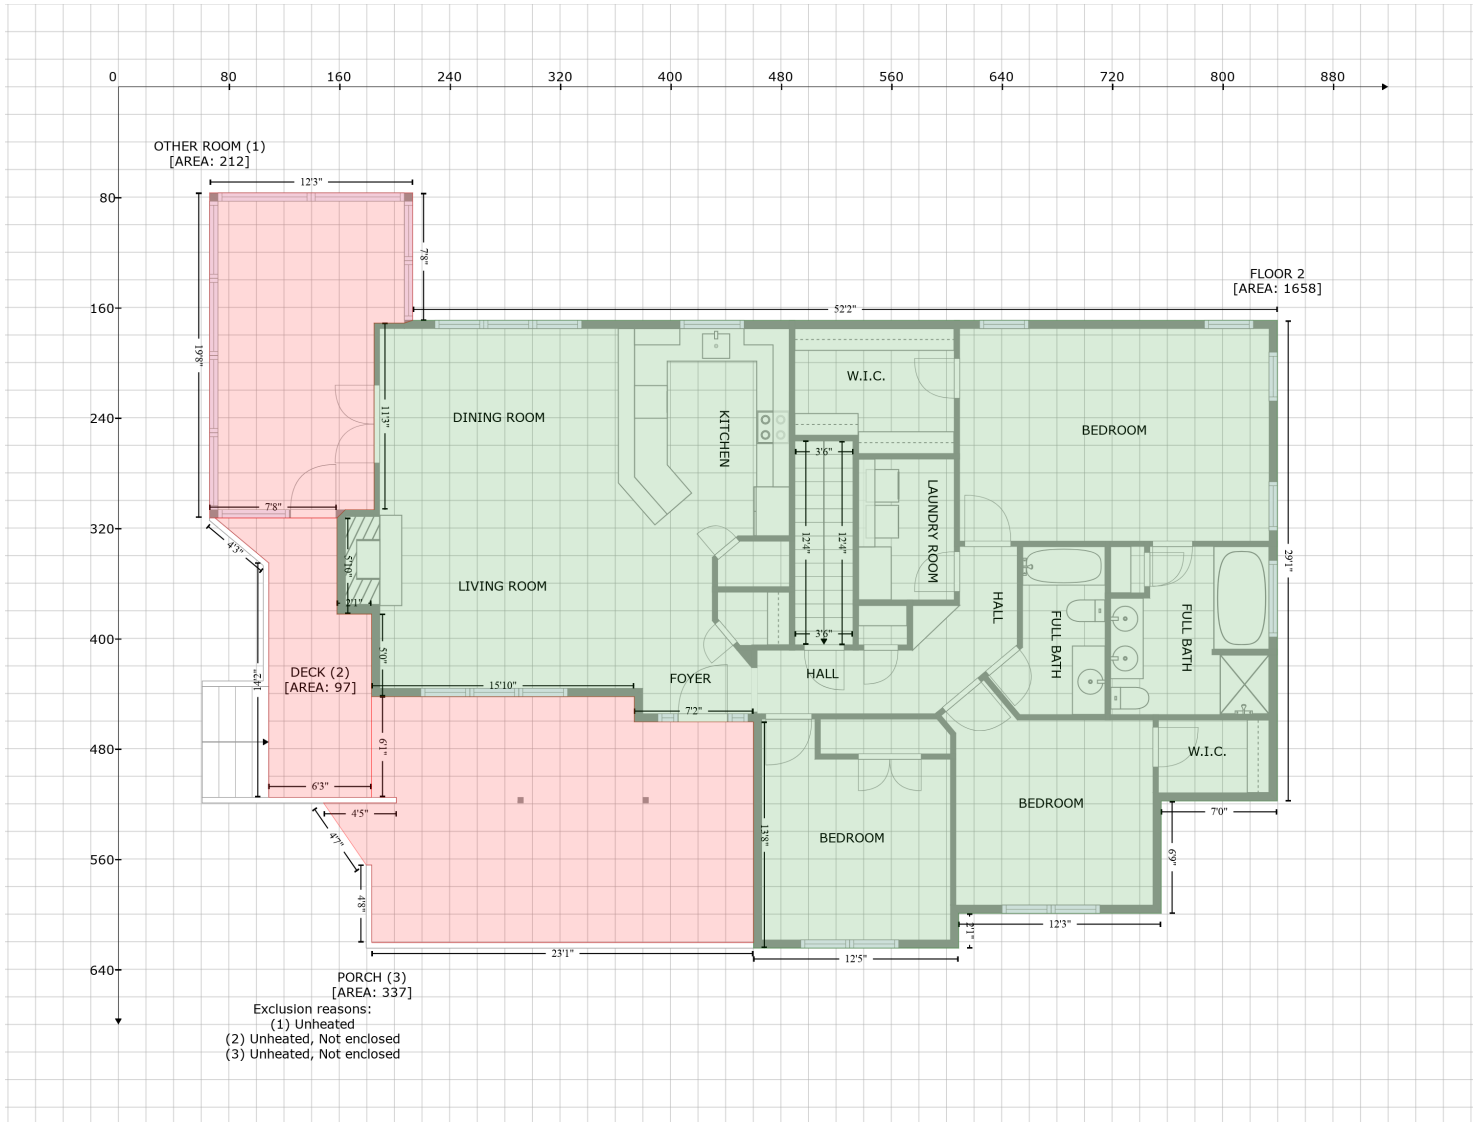 0 80 160 240 320 400 480 560 640 720 800 880
OTHER ROOM (1)
[AREA: 212]
12'3"
80
7'8"
FLOOR 2
[AREA: 1658]
160
52'2"
19'8"
11'3"
W.I.C.
240
DINING ROOM
KITCHEN
BEDROOM
3'6"
LAUNDRY ROOM
7'8"
320
4'3"
12'4"
12'4"
29'1"
5'10"
LIVING ROOM
2'1"
HALL
FULL BATH
FULL BATH
400
3'6"
5'0"
DECK (2)
[AREA: 97]
14'2"
15'10"
FOYER
HALL
7'2"
480
6'1"
W.I.C.
6'3"
BEDROOM
4'5"
7'0"
4'7"
13'8"
BEDROOM
560
6'9"
4'8"
12'3"
2'1"
23'1"
12'5"
640
PORCH (3)
[AREA: 337]
Exclusion reasons:
(1) Unheated
(2) Unheated, Not enclosed
(3) Unheated, Not enclosed